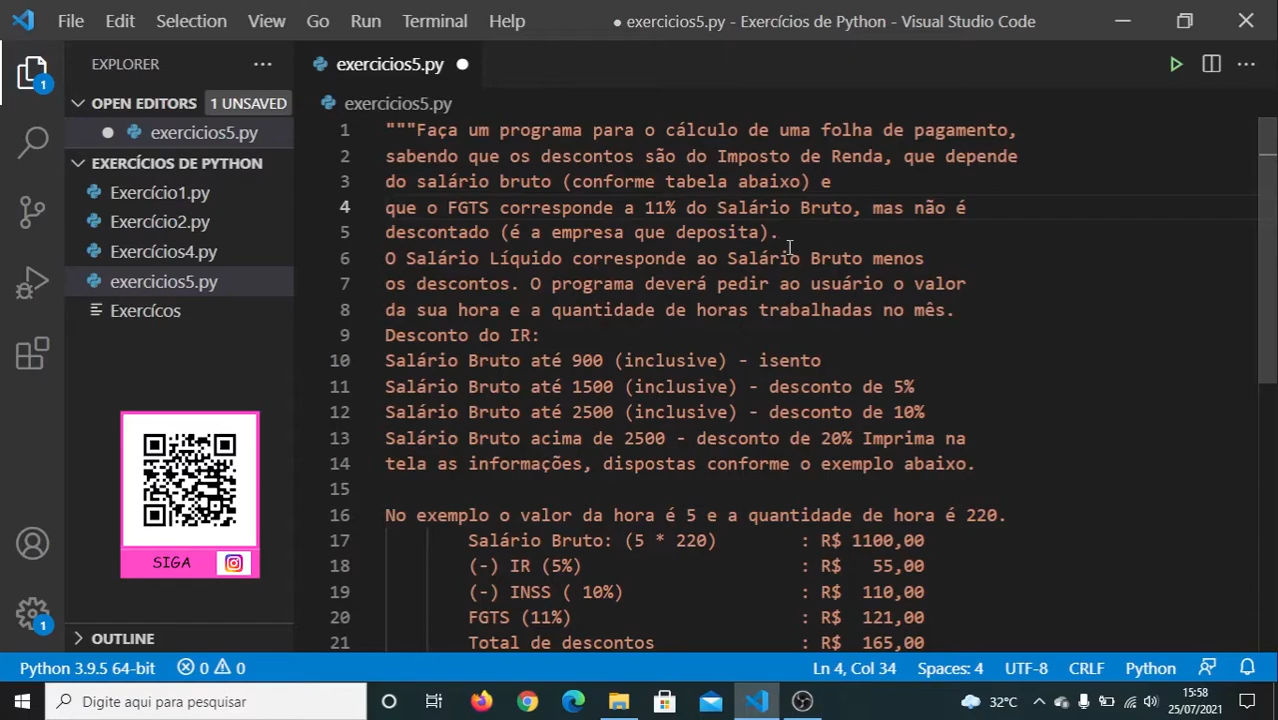 File Edit Selection View Go Run Terminal Help ● exercicios5.py - Exercícios de Python - Visual Studio Code
EXPLORER
exercicios5.py
OPEN EDITORS 1 UNSAVED
exercicios5.py
exercicios5.py
EXERCÍCIOS DE PYTHON
Exercício1.py
Exercício2.py
Exercícios4.py
exercicios5.py
Exercícos
1
SIGA
OUTLINE
1
1 """Faça um programa para o cálculo de uma folha de pagamento,
2 sabendo que os descontos são do Imposto de Renda, que depende
3 do salário bruto (conforme tabela abaixo) e
4 que o FGTS corresponde a 11% do Salário Bruto, mas não é
5 descontado (é a empresa que deposita).
6 O Salário Líquido corresponde ao Salário Bruto menos
7 os descontos. O programa deverá pedir ao usuário o valor
8 da sua hora e a quantidade de horas trabalhadas no mês.
9 Desconto do IR:
10 Salário Bruto até 900 (inclusive) - isento
11 Salário Bruto até 1500 (inclusive) - desconto de 5%
12 Salário Bruto até 2500 (inclusive) - desconto de 10%
13 Salário Bruto acima de 2500 - desconto de 20% Imprima na
14 tela as informações, dispostas conforme o exemplo abaixo.
15
16 No exemplo o valor da hora é 5 e a quantidade de hora é 220.
17 Salário Bruto: (5 * 220) : R$ 1100,00
18 (-) IR (5%) : R$ 55,00
19 (-) INSS ( 10%) : R$ 110,00
20 FGTS (11%) : R$ 121,00
21 Total de descontos : R$ 165,00
Python 3.9.5 64-bit 0 0 Ln 4, Col 34 Spaces: 4 UTF-8 CRLF Python
Digite aqui para pesquisar 32°C 15:58
25/07/2021